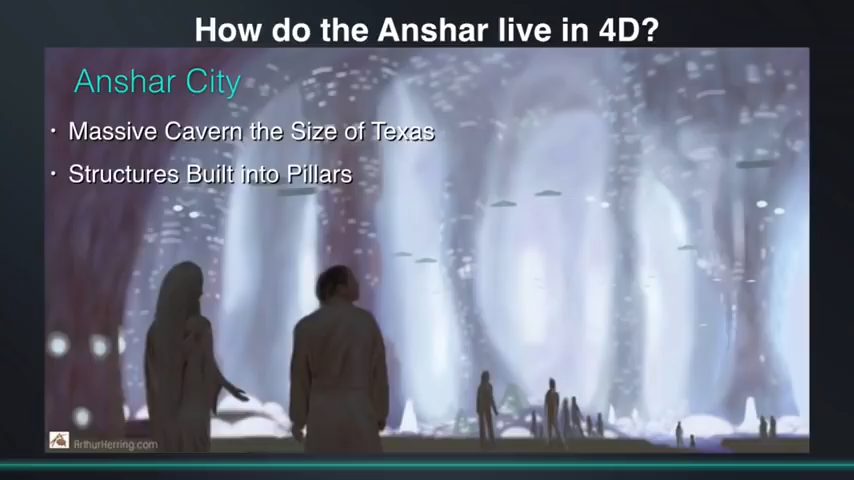 How do the Anshar live in 4D?
Anshar City
• Massive Cavern the Size of Texas
• Structures Built into Pillars
ArthurHerring.com